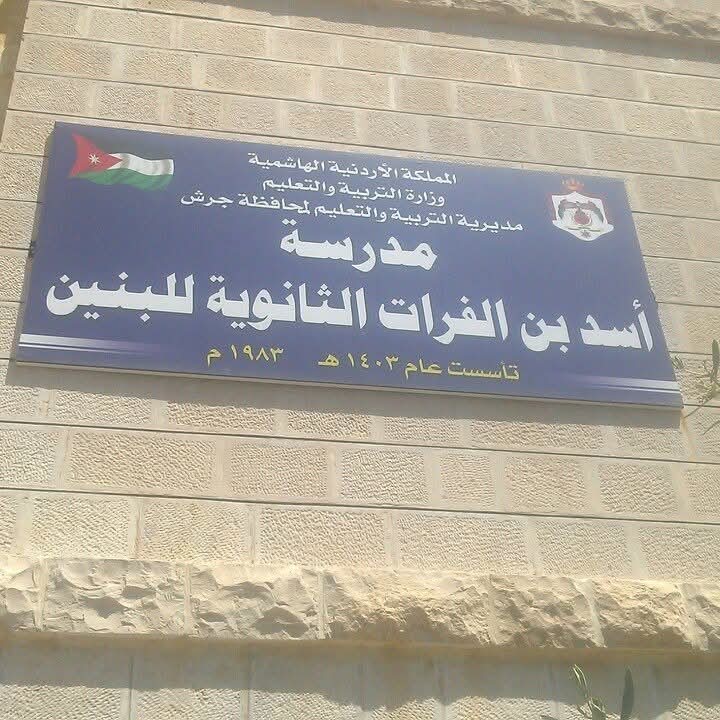 المملكة الأردنية الهاشمية
وزارة التربية والتعليم
مديرية التربية والتعليم لمحافظة جرش
مدرسة
أسد بن الفرات الثانوية للبنين
تأسست عام ١٤٠٣ هـ ١٩٨٣ م